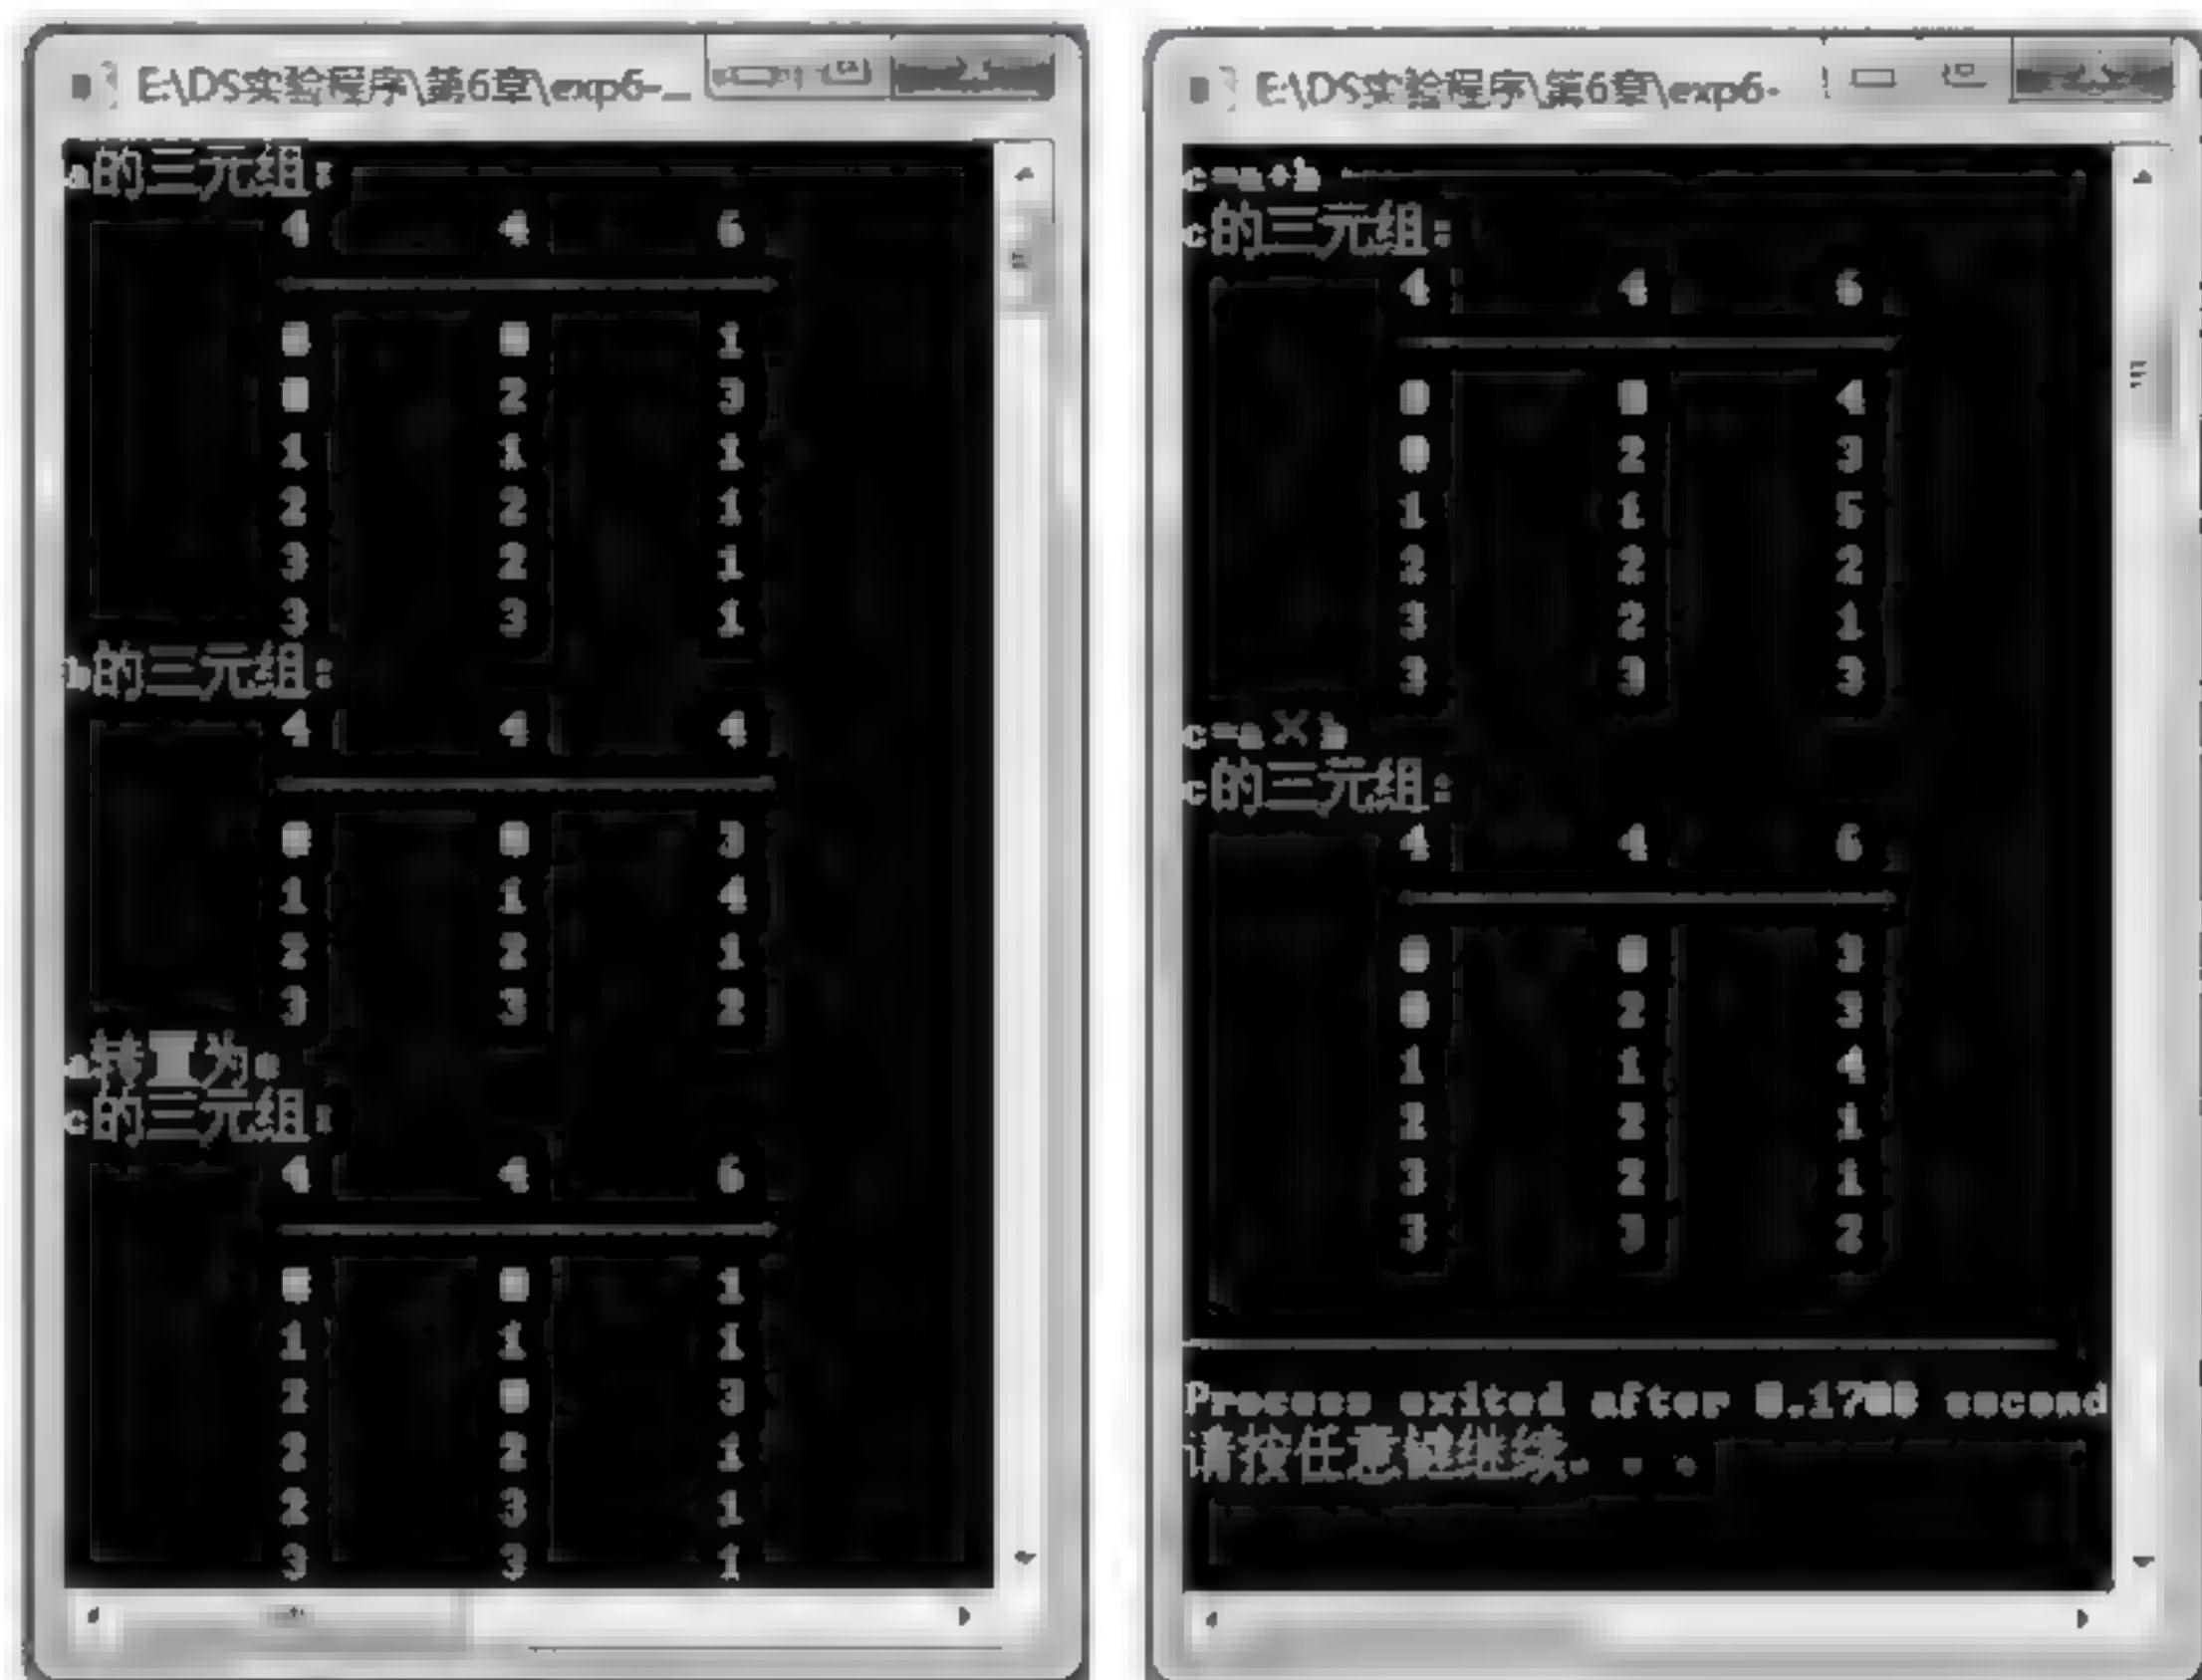 E:\DS实验程序\第6章\exp6-...
a的三元组:
4 4 6
0 0 1
0 2 3
1 1 1
2 2 1
3 2 1
3 3 1
b的三元组:
4 4 4
0 0 3
1 1 4
2 2 1
3 3 2
a转置为c
c的三元组:
4 4 6
0 0 1
1 1 1
2 0 3
2 2 1
2 3 1
3 3 1
E:\DS实验程序\第6章\exp6-
c=a+b
c的三元组:
4 4 6
0 0 4
0 2 3
1 1 5
2 2 2
3 2 1
3 3 3
c=a×b
c的三元组:
4 4 6
0 0 3
0 2 3
1 1 4
2 2 1
3 2 1
3 3 2
Process exited after second
请按任意键继续. . .